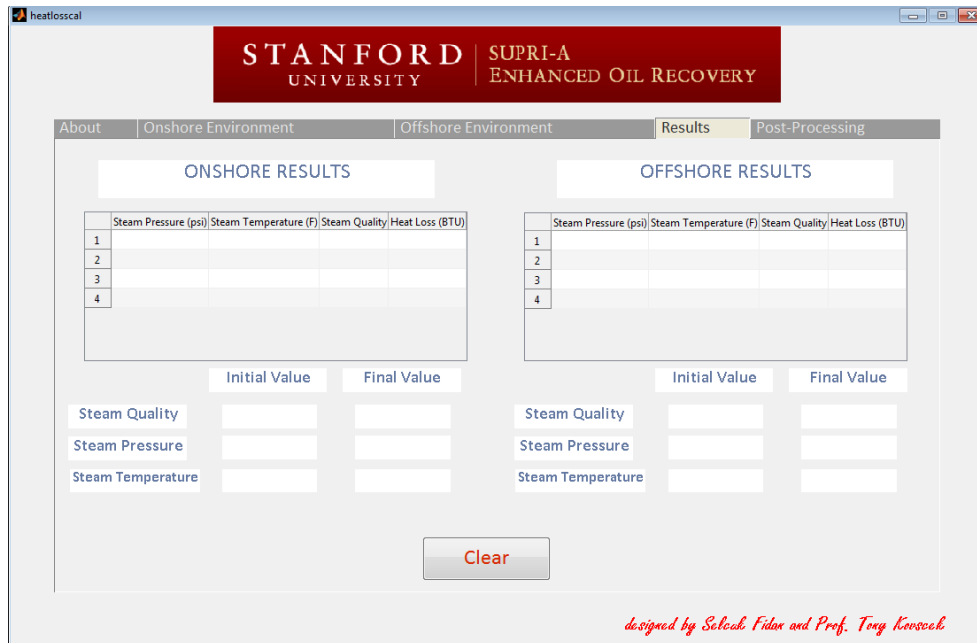 heatlosscal
STANFORD
UNIVERSITY
SUPRI-A
ENHANCED OIL RECOVERY
About Onshore Environment Offshore Environment Results Post-Processing
ONSHORE RESULTS
Steam Pressure (psi) Steam Temperature (F) Steam Quality Heat Loss (BTU)
1
2
3
4
Initial Value Final Value
Steam Quality
Steam Pressure
Steam Temperature
OFFSHORE RESULTS
Steam Pressure (psi) Steam Temperature (F) Steam Quality Heat Loss (BTU)
1
2
3
4
Initial Value Final Value
Steam Quality
Steam Pressure
Steam Temperature
Clear
designed by Selcuk Fidan and Prof. Tony Kovscek